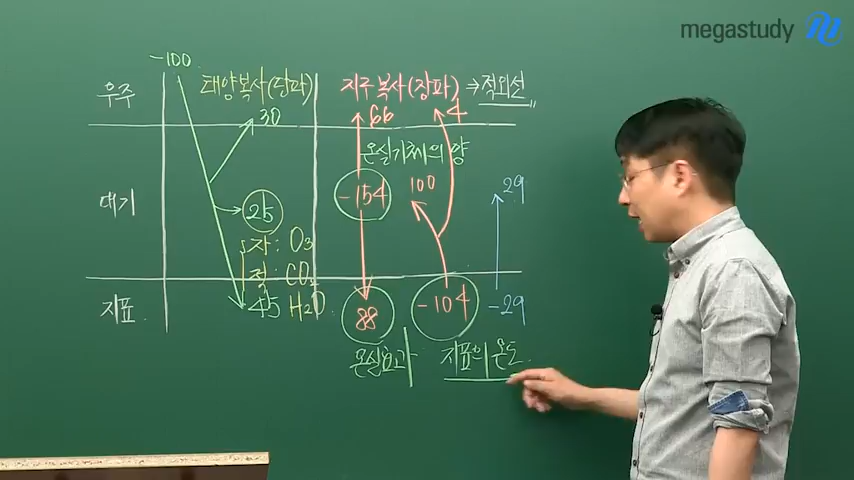 megastudy
-100
우주
태양복사(단파)
지구복사(장파) ⇒ 적외선
30
66
4
온실기체의 양
대기
25
-154
100
29
자: O₃
적: CO₂
H₂O
지표
45
88
-104
-29
온실효과
지표의 온도